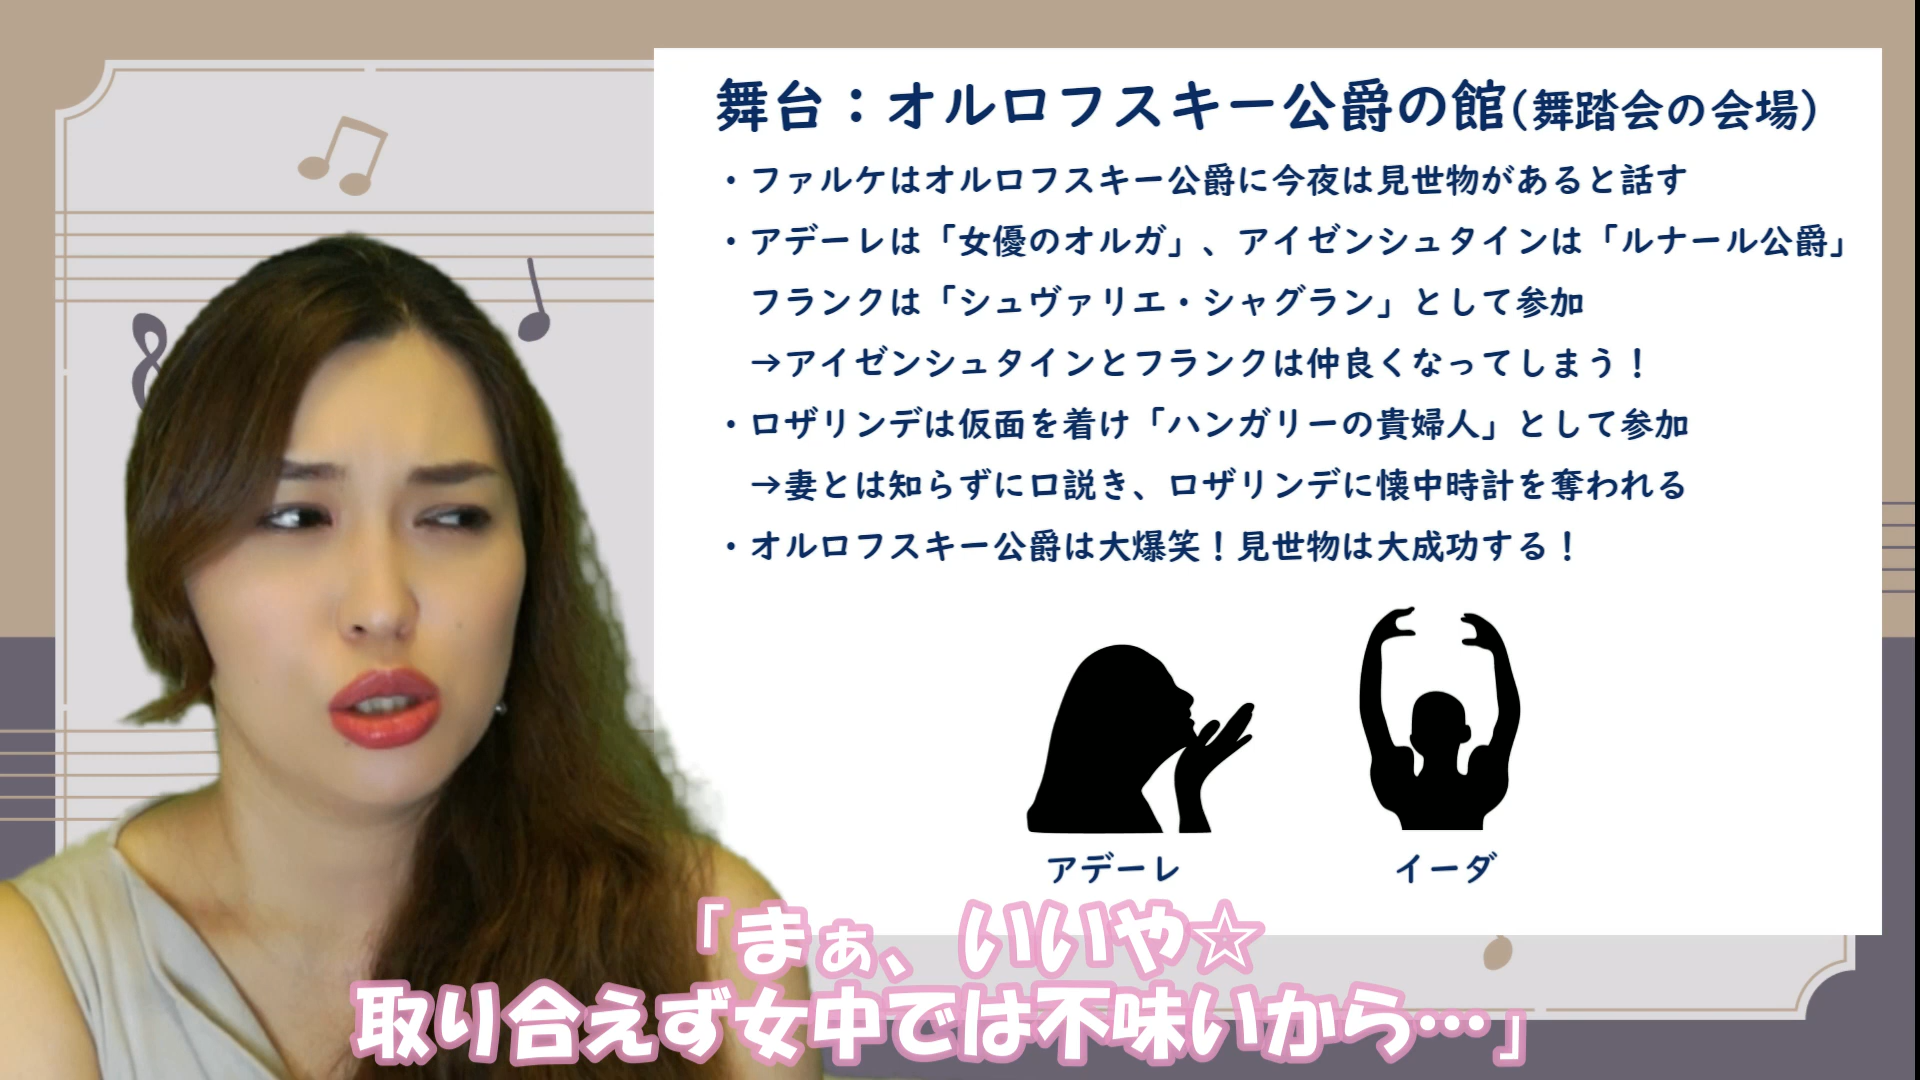 舞台：オルロフスキー公爵の館(舞踏会の会場)
・ファルケはオルロフスキー公爵に今夜は見世物があると話す
・アデーレは「女優のオルガ」、アイゼンシュタインは「ルナール公爵」
フランクは「シュヴァリエ・シャグラン」として参加
→アイゼンシュタインとフランクは仲良くなってしまう！
・ロザリンデは仮面を着け「ハンガリーの貴婦人」として参加
→妻とは知らずに口説き、ロザリンデに懐中時計を奪われる
・オルロフスキー公爵は大爆笑！見世物は大成功する！
アデーレ
イーダ
「まぁ、いいや☆
取り合えず女中では不味いから…」